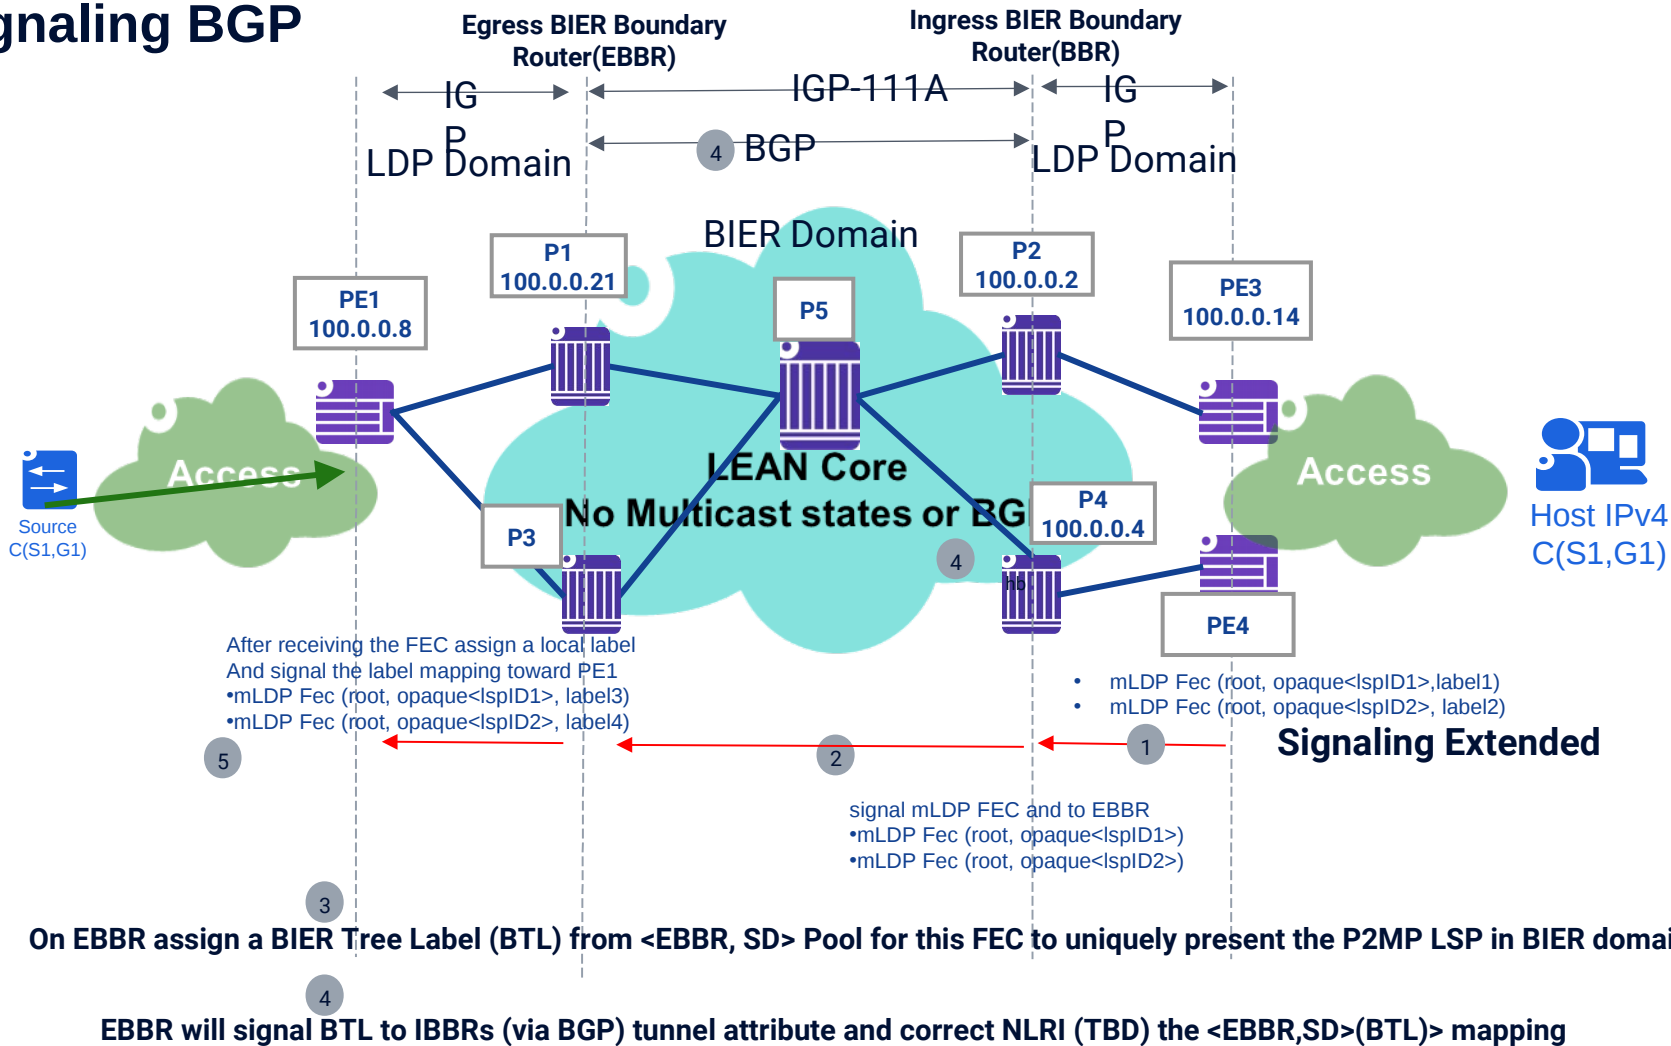 gnaling BGP
Egress BIER Boundary
Router(EBBR)
Ingress BIER Boundary
Router(BBR)
IG
P
LDP Domain
IGP-111A
4 BGP
IG
P
LDP Domain
BIER Domain
P1
100.0.0.21
P2
100.0.0.2
PE1
100.0.0.8
P5
PE3
100.0.0.14
Access
LEAN Core
No Multicast states or BG
Access
Source
C(S1,G1)
Host IPv4
C(S1,G1)
P3
P4
100.0.0.4
4
hb
PE4
After receiving the FEC assign a local label
And signal the label mapping toward PE1
•mLDP Fec (root, opaque<lspID1>, label3)
•mLDP Fec (root, opaque<lspID2>, label4)
• mLDP Fec (root, opaque<lspID1>,label1)
• mLDP Fec (root, opaque<lspID2>, label2)
5
2
1
Signaling Extended
signal mLDP FEC and to EBBR
•mLDP Fec (root, opaque<lspID1>)
•mLDP Fec (root, opaque<lspID2>)
3
On EBBR assign a BIER Tree Label (BTL) from <EBBR, SD> Pool for this FEC to uniquely present the P2MP LSP in BIER domai
4
EBBR will signal BTL to IBBRs (via BGP) tunnel attribute and correct NLRI (TBD) the <EBBR,SD>(BTL)> mapping